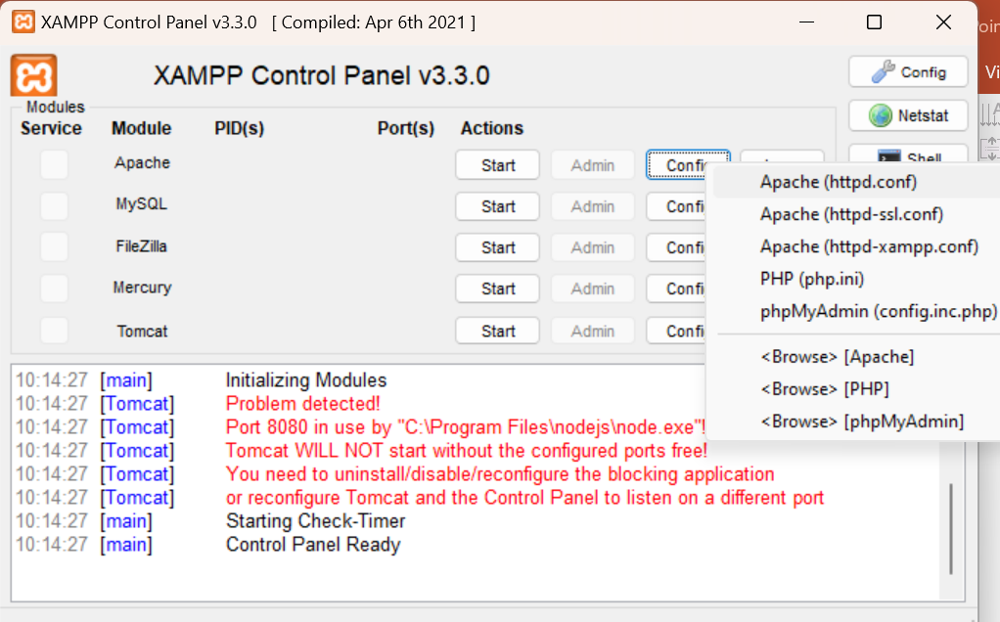 XAMPP Control Panel v3.3.0 [ Compiled: Apr 6th 2021 ]
XAMPP Control Panel v3.3.0
Config
Modules
Service Module PID(s) Port(s) Actions
Netstat
Shell
Apache Start Admin
MySQL Start Admin
FileZilla Start Admin
Mercury Start Admin
Tomcat Start Admin
Apache (httpd.conf)
Apache (httpd-ssl.conf)
Apache (httpd-xampp.conf)
PHP (php.ini)
phpMyAdmin (config.inc.php)
<Browse> [Apache]
<Browse> [PHP]
<Browse> [phpMyAdmin]
10:14:27 [main] Initializing Modules
10:14:27 [Tomcat] Problem detected!
10:14:27 [Tomcat] Port 8080 in use by "C:\Program Files\nodejs\node.exe"!
10:14:27 [Tomcat] Tomcat WILL NOT start without the configured ports free!
10:14:27 [Tomcat] You need to uninstall/disable/reconfigure the blocking application
10:14:27 [Tomcat] or reconfigure Tomcat and the Control Panel to listen on a different port
10:14:27 [main] Starting Check-Timer
10:14:27 [main] Control Panel Ready